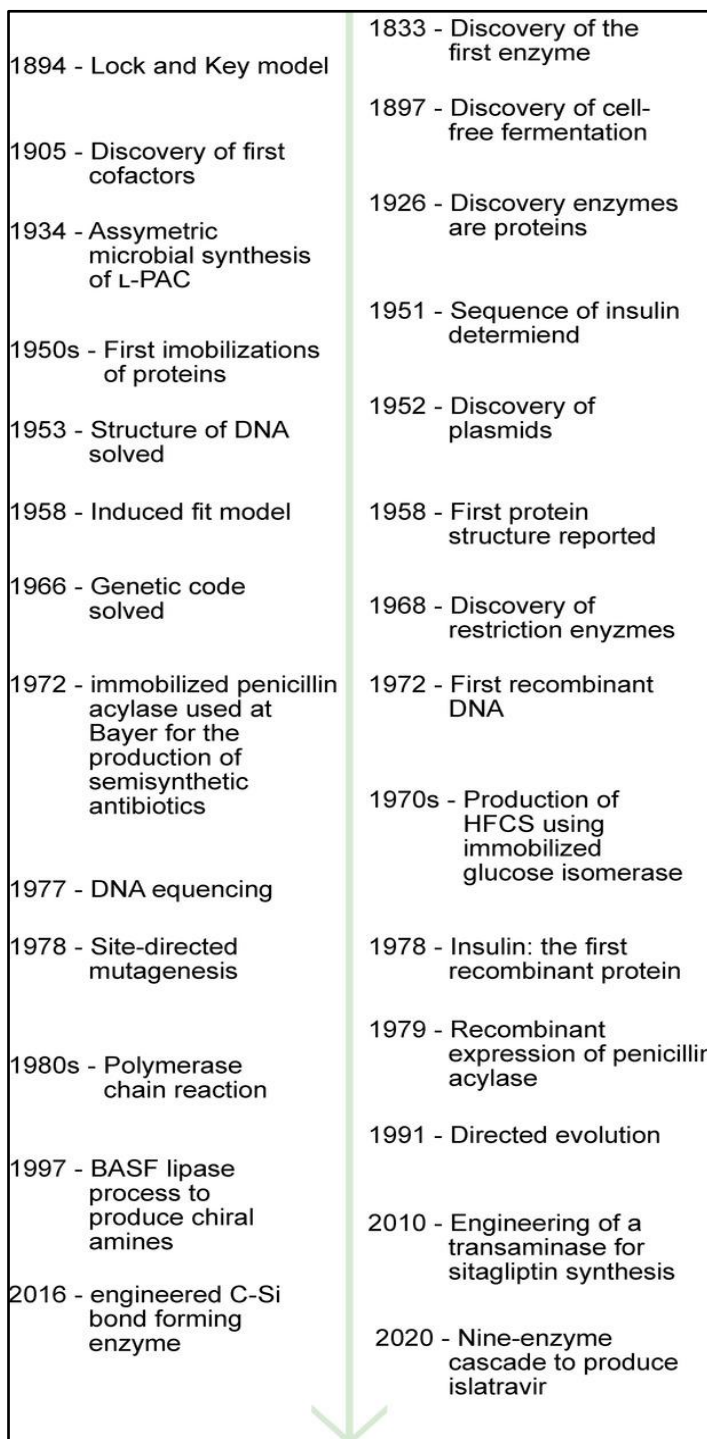 1833 - Discovery of the
first enzyme
1894 - Lock and Key model
1897 - Discovery of cell-
free fermentation
1905 - Discovery of first
cofactors
1926 - Discovery enzymes
are proteins
1934 - Assymetric
microbial synthesis
of ʟ-PAC
1951 - Sequence of insulin
determiend
1950s - First imobilizations
of proteins
1952 - Discovery of
plasmids
1953 - Structure of DNA
solved
1958 - Induced fit model
1958 - First protein
structure reported
1966 - Genetic code
solved
1968 - Discovery of
restriction enyzmes
1972 - immobilized penicillin
acylase used at
Bayer for the
production of
semisynthetic
antibiotics
1972 - First recombinant
DNA
1970s - Production of
HFCS using
immobilized
glucose isomerase
1977 - DNA equencing
1978 - Site-directed
mutagenesis
1978 - Insulin: the first
recombinant protein
1979 - Recombinant
expression of penicillin
acylase
1980s - Polymerase
chain reaction
1991 - Directed evolution
1997 - BASF lipase
process to
produce chiral
amines
2010 - Engineering of a
transaminase for
sitagliptin synthesis
2016 - engineered C-Si
bond forming
enzyme
2020 - Nine-enzyme
cascade to produce
islatravir